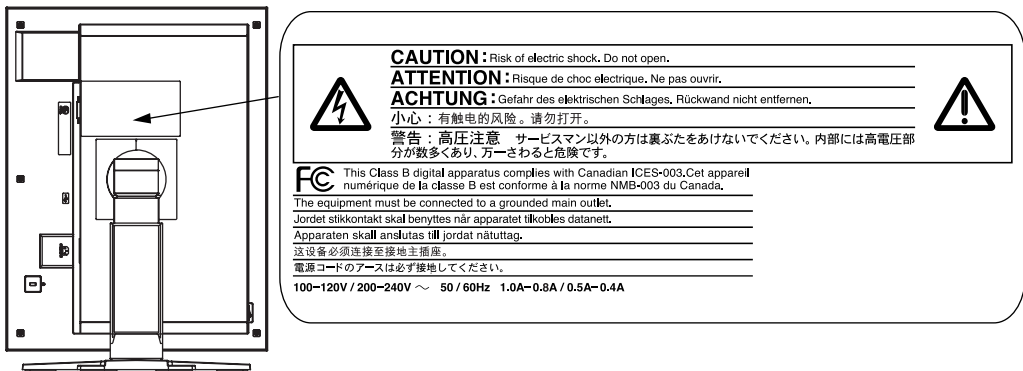 CAUTION : Risk of electric shock. Do not open.
ATTENTION : Risque de choc electrique. Ne pas ouvrir.
ACHTUNG : Gefahr des elektrischen Schlages. Rückwand nicht entfernen.
小心 : 有触电的风险。请勿打开。
警告 : 高圧注意 サービスマン以外の方は裏ぶたをあけないでください。内部には高電圧部
分が数多くあり、万一さわると危険です。
FC This Class B digital apparatus complies with Canadian ICES-003.Cet appareil
numérique de la classe B est conforme à la norme NMB-003 du Canada.
The equipment must be connected to a grounded main outlet.
Jordet stikkontakt skal benyttes når apparatet tilkobles datanett.
Apparaten skall anslutas till jordat nätuttag.
这设备必须连接至接地主插座。
電源コードのアースは必ず接地してください。
100-120V / 200-240V ～ 50 / 60Hz 1.0A-0.8A / 0.5A-0.4A